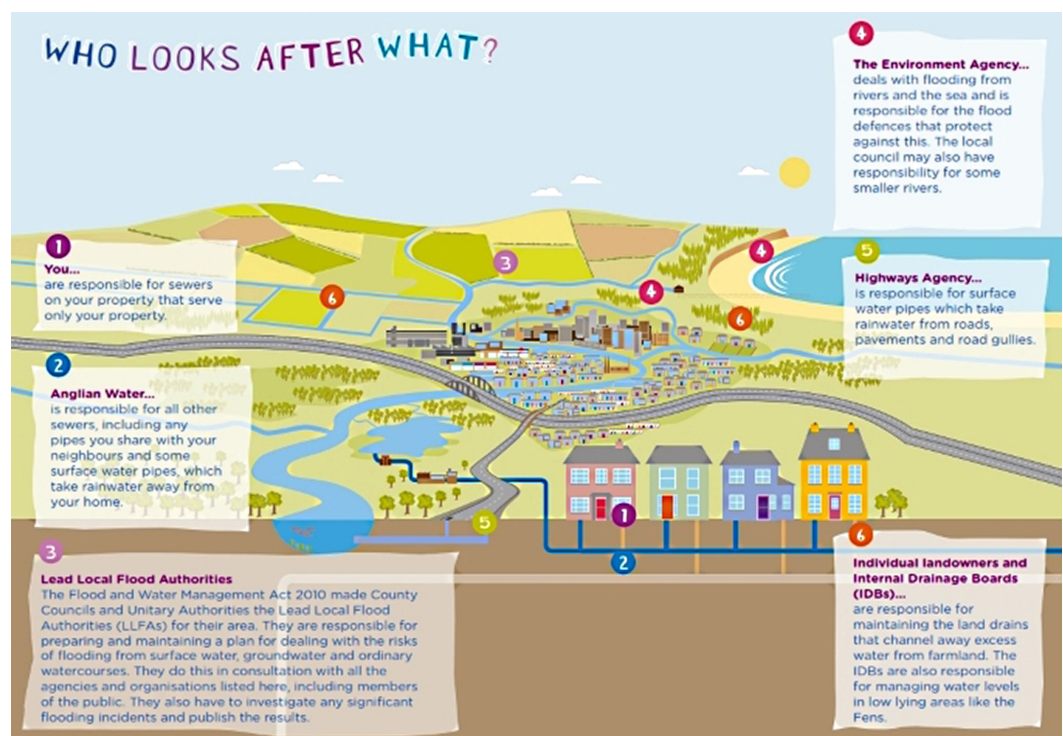 WHO LOOKS AFTER WHAT?
1
You...
are responsible for sewers
on your property that serve
only your property.
2
Anglian Water...
is responsible for all other
sewers, including any
pipes you share with your
neighbours and some
surface water pipes, which
take rainwater away from
your home.
3
Lead Local Flood Authorities
The Flood and Water Management Act 2010 made County
Councils and Unitary Authorities the Lead Local Flood
Authorities (LLFAs) for their area. They are responsible for
preparing and maintaining a plan for dealing with the risks
of flooding from surface water, groundwater and ordinary
watercourses. They do this in consultation with all the
agencies and organisations listed here, including members
of the public. They also have to investigate any significant
flooding incidents and publish the results.
4
The Environment Agency...
deals with flooding from
rivers and the sea and is
responsible for the flood
defences that protect
against this. The local
council may also have
responsibility for some
smaller rivers.
5
Highways Agency...
is responsible for surface
water pipes which take
rainwater from roads,
pavements and road gullies.
6
Individual landowners and
Internal Drainage Boards
(IDBs)...
are responsible for
maintaining the land drains
that channel away excess
water from farmland. The
IDBs are also responsible
for managing water levels
in low lying areas like the
Fens.
3
4
4
6
6
5
1
2